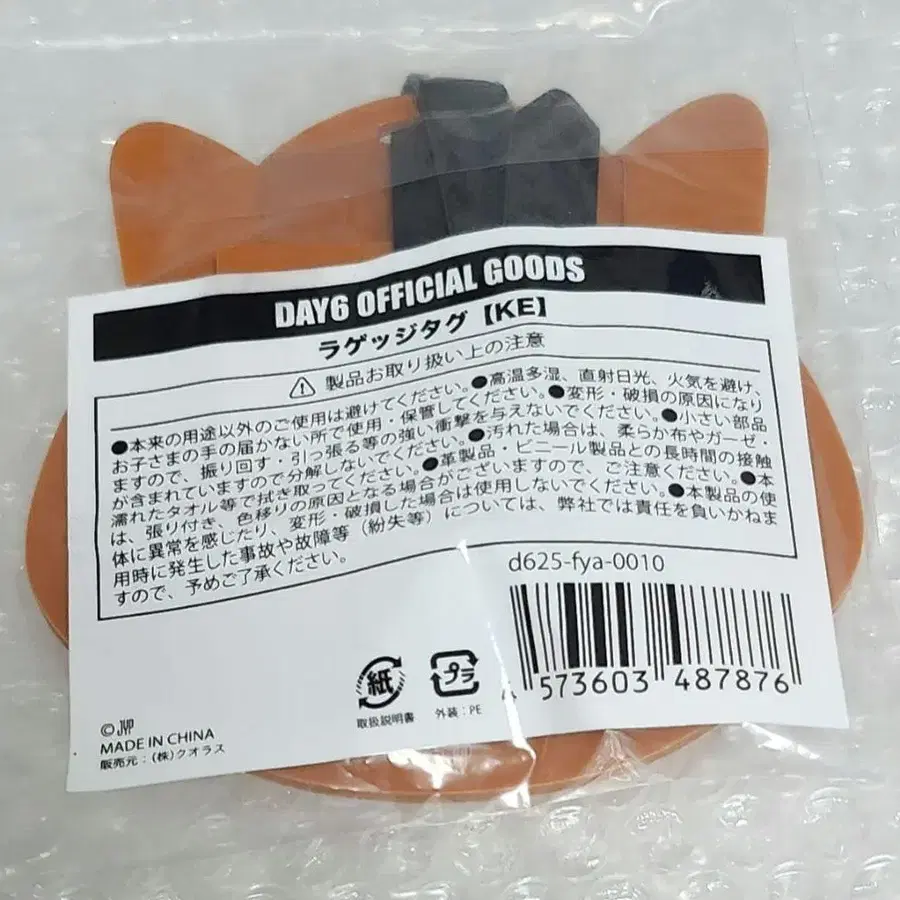 DAY6 OFFICIAL GOODS
ラゲッジタグ【KE】
製品お取り扱い上の注意
●本来の用途以外のご使用は避けてください。●高温多湿、直射日光、火気を避け、
お子さまの手の届かない所で使用・保管してください。●変形・破損の原因になり
ますので、振り回す・引っ張る等の強い衝撃を与えないでください。●小さい部品
が含まれていますので分解しないでください。●汚れた場合は、柔らか布やガーゼ・
濡れたタオル等で拭き取ってください。●革製品・ビニール製品との長時間の接触
は、張り付き、色移りの原因となる場合がございますので、ご注意ください。●本
体に異常を感じたり、変形・破損した場合は使用しないでください。●本製品の使
用時に発生した事故や故障等（紛失等）については、弊社では責任を負いかねま
すので、予めご了承ください。
d625-fya-0010
573603 487876
紙
取扱説明書
プラ
外装：PE
© JYP
MADE IN CHINA
販売元：(株)クオラス